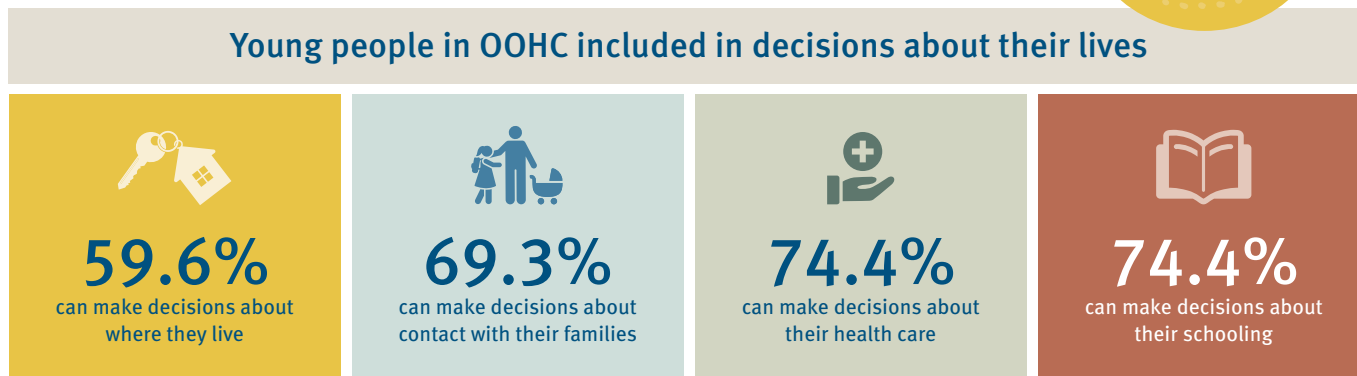 Young people in OOHC included in decisions about their lives
59.6%
can make decisions about
where they live
69.3%
can make decisions about
contact with their families
74.4%
can make decisions about
their health care
74.4%
can make decisions about
their schooling